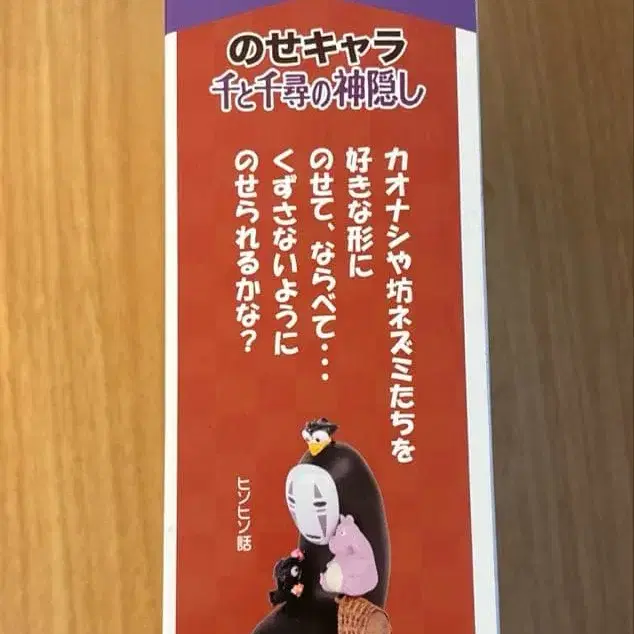 のせキャラ
千と千尋の神隠し
カオナシや坊ネズミたちを
好きな形に
のせて、ならべて・・・
くずさないように
のせられるかな？
ヒソヒソ話